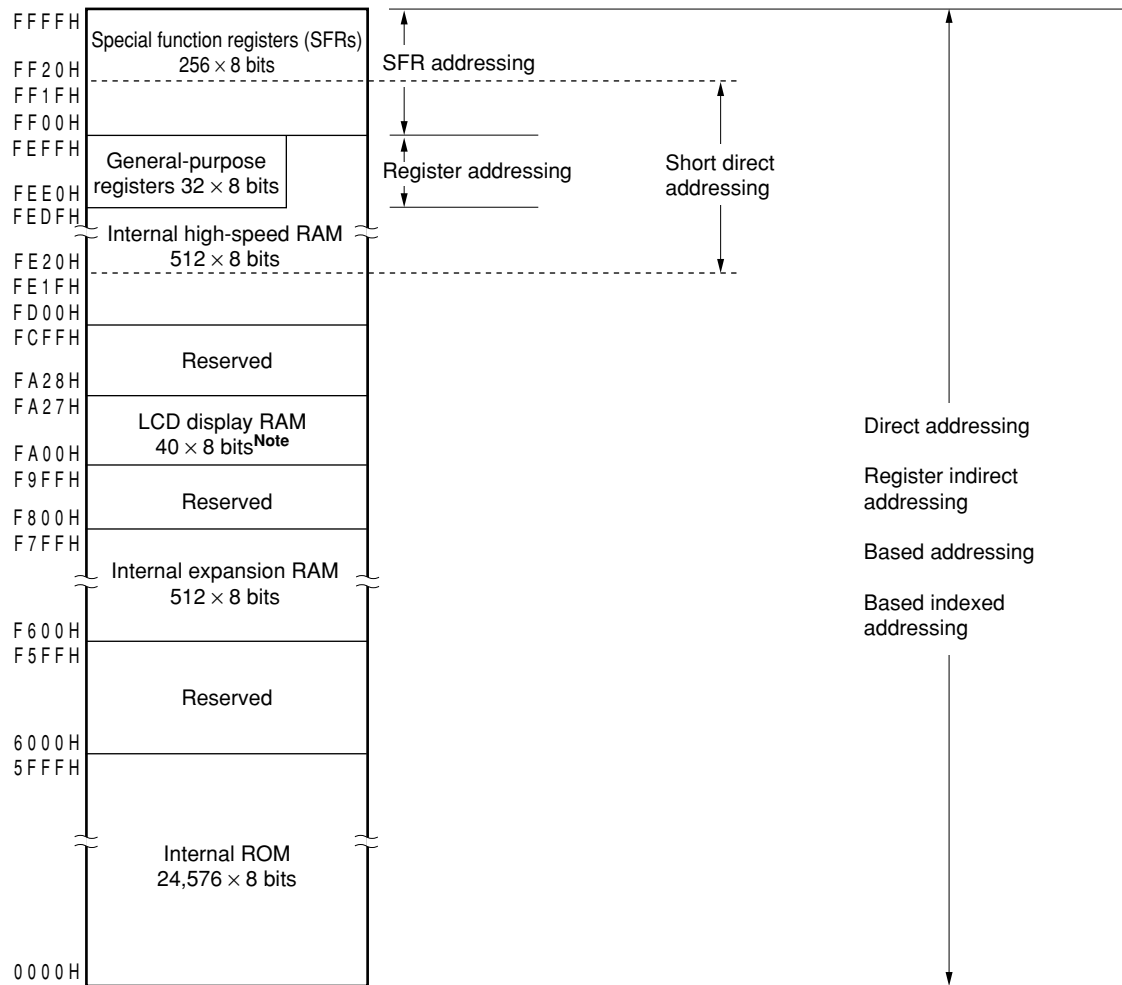 FFFFH
Special function registers (SFRs)
256 × 8 bits
SFR addressing
FF20H
FF1FH
FF00H
FEFFH
General-purpose
registers 32 × 8 bits
Register addressing
Short direct
addressing
FEE0H
FEDFH
Internal high-speed RAM
512 × 8 bits
FE20H
FE1FH
FD00H
FCFFH
Reserved
FA28H
FA27H
LCD display RAM
40 × 8 bitsNote
FA00H
F9FFH
Reserved
F800H
F7FFH
Internal expansion RAM
512 × 8 bits
F600H
F5FFH
Reserved
6000H
5FFFH
Internal ROM
24,576 × 8 bits
0000H
Direct addressing
Register indirect
addressing
Based addressing
Based indexed
addressing